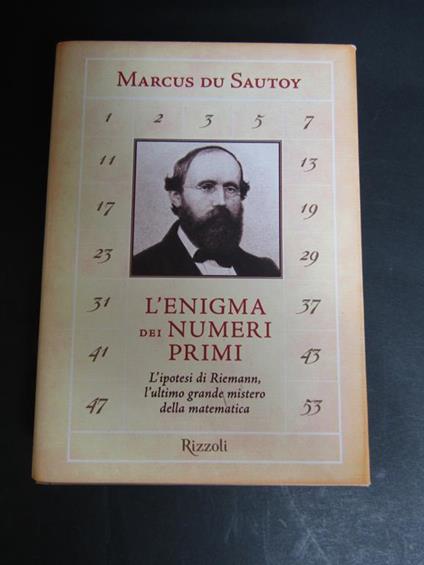 MARCUS DU SAUTOY
1 2 3 5 7
11 13
17 19
23 29
31 L'ENIGMA 37
DEI NUMERI
41 PRIMI 43
L'ipotesi di Riemann,
47 l'ultimo grande mistero 53
della matematica
Rizzoli